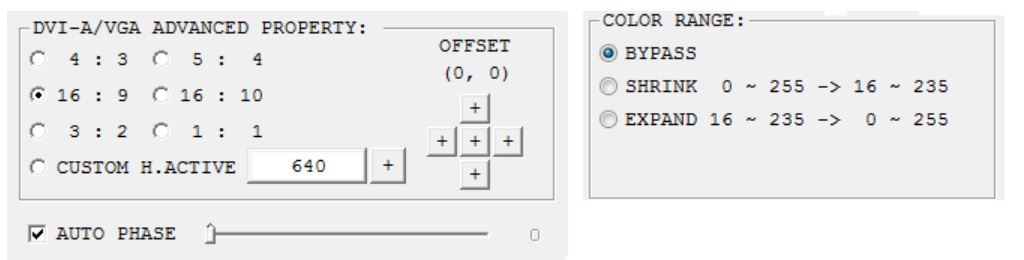 DVI-A/VGA ADVANCED PROPERTY:
4 : 3 5 : 4
16 : 9 16 : 10
3 : 2 1 : 1
CUSTOM H.ACTIVE 640 +
OFFSET
(0, 0)
+
+ + +
+
AUTO PHASE 0
COLOR RANGE:
BYPASS
SHRINK 0 ~ 255 -> 16 ~ 235
EXPAND 16 ~ 235 -> 0 ~ 255